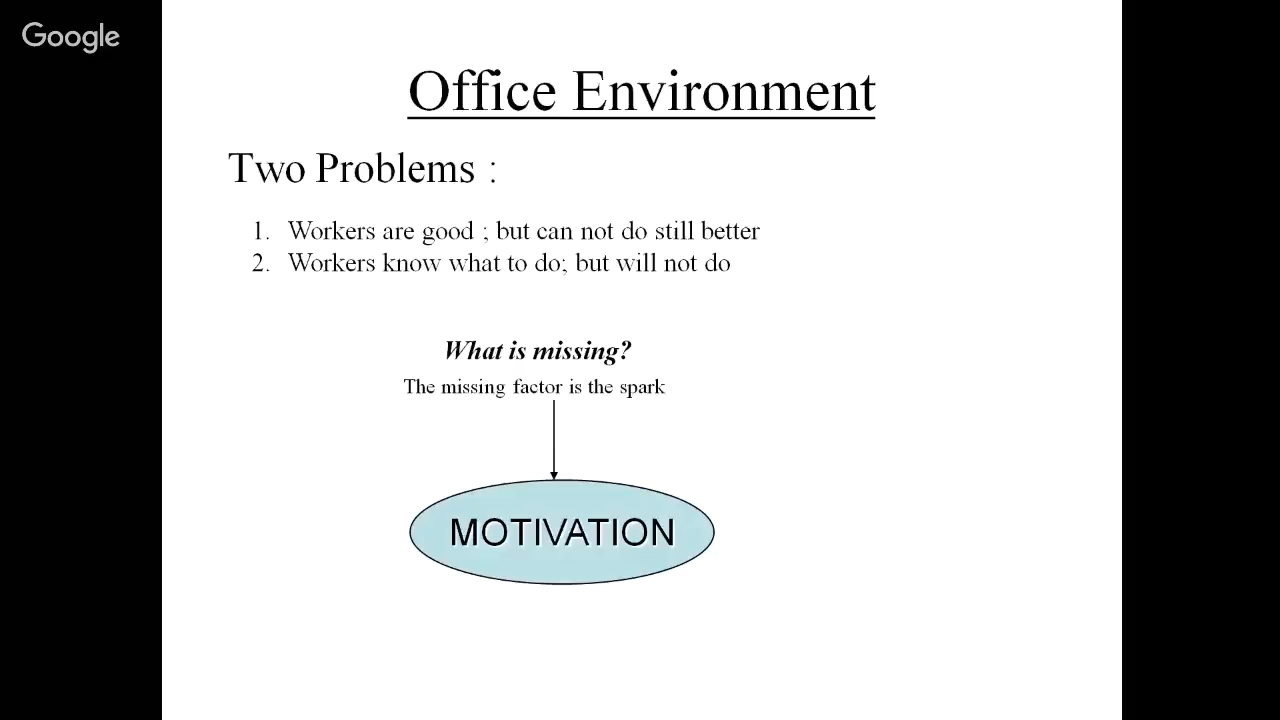 Google
Office Environment
Two Problems :
1. Workers are good ; but can not do still better
2. Workers know what to do; but will not do
What is missing?
The missing factor is the spark
MOTIVATION